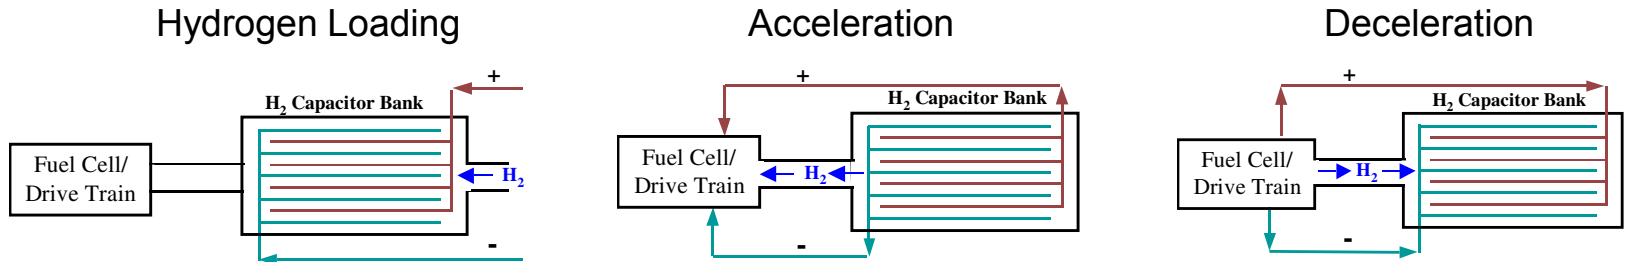 Hydrogen Loading
+
H2 Capacitor Bank
Fuel Cell/
Drive Train
H2
-
Acceleration
+
H2 Capacitor Bank
Fuel Cell/
Drive Train
H2
-
Deceleration
+
H2 Capacitor Bank
Fuel Cell/
Drive Train
H2
-